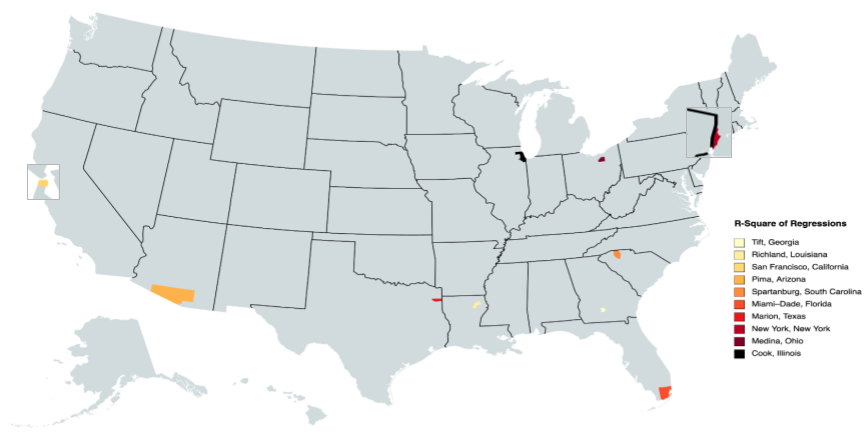 R-Square of Regressions
Tift, Georgia
Richland, Louisiana
San Francisco, California
Pima, Arizona
Spartanburg, South Carolina
Miami–Dade, Florida
Marion, Texas
New York, New York
Medina, Ohio
Cook, Illinois